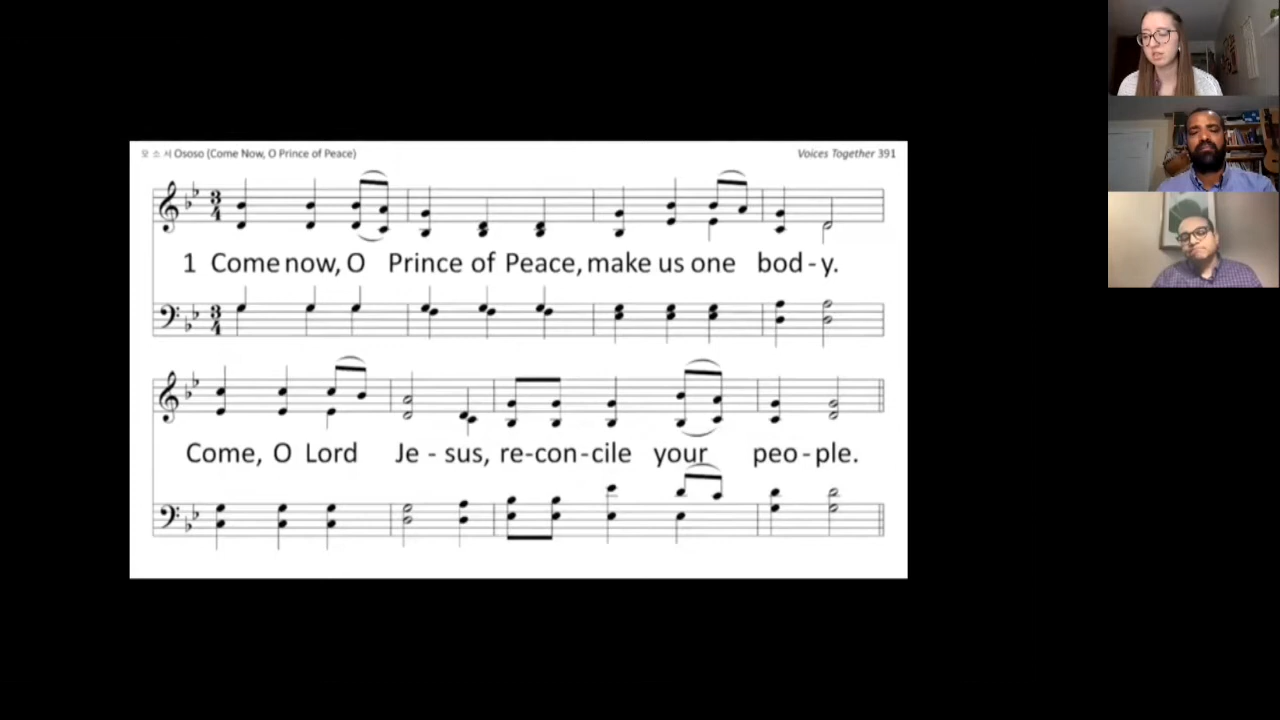 오 소 서 Ososo (Come Now, O Prince of Peace)
Voices Together 391
1 Come now, O Prince of Peace, make us one bod - y.
Come, O Lord Je - sus, re-con-cile your peo - ple.